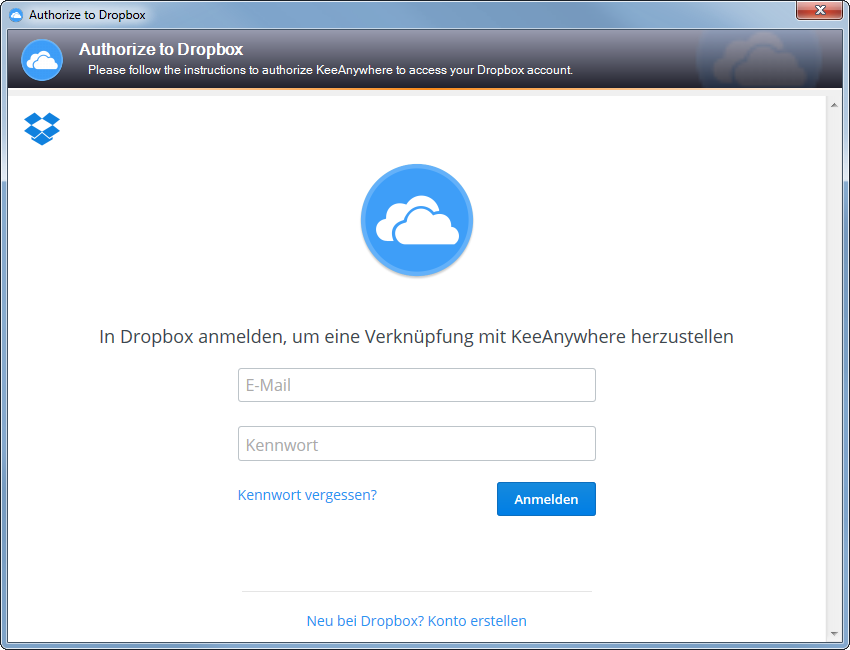 Authorize to Dropbox
Authorize to Dropbox
Please follow the instructions to authorize KeeAnywhere to access your Dropbox account.
In Dropbox anmelden, um eine Verknüpfung mit KeeAnywhere herzustellen
E-Mail
Kennwort
Kennwort vergessen?
Anmelden
Neu bei Dropbox? Konto erstellen